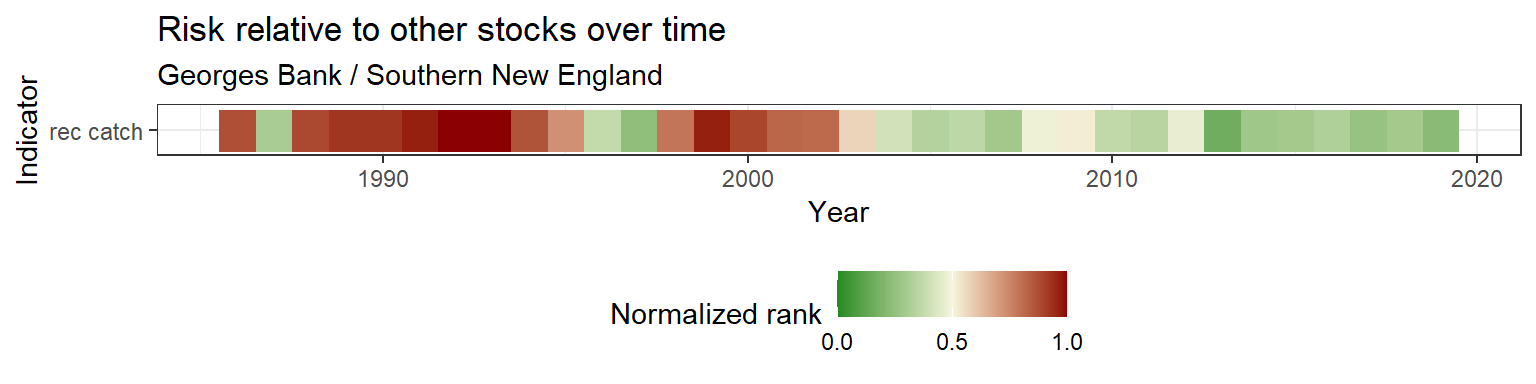 Risk relative to other stocks over time
Georges Bank / Southern New England
Indicator
rec catch
1990 2000 2010 2020
Year
Normalized rank
0.0 0.5 1.0